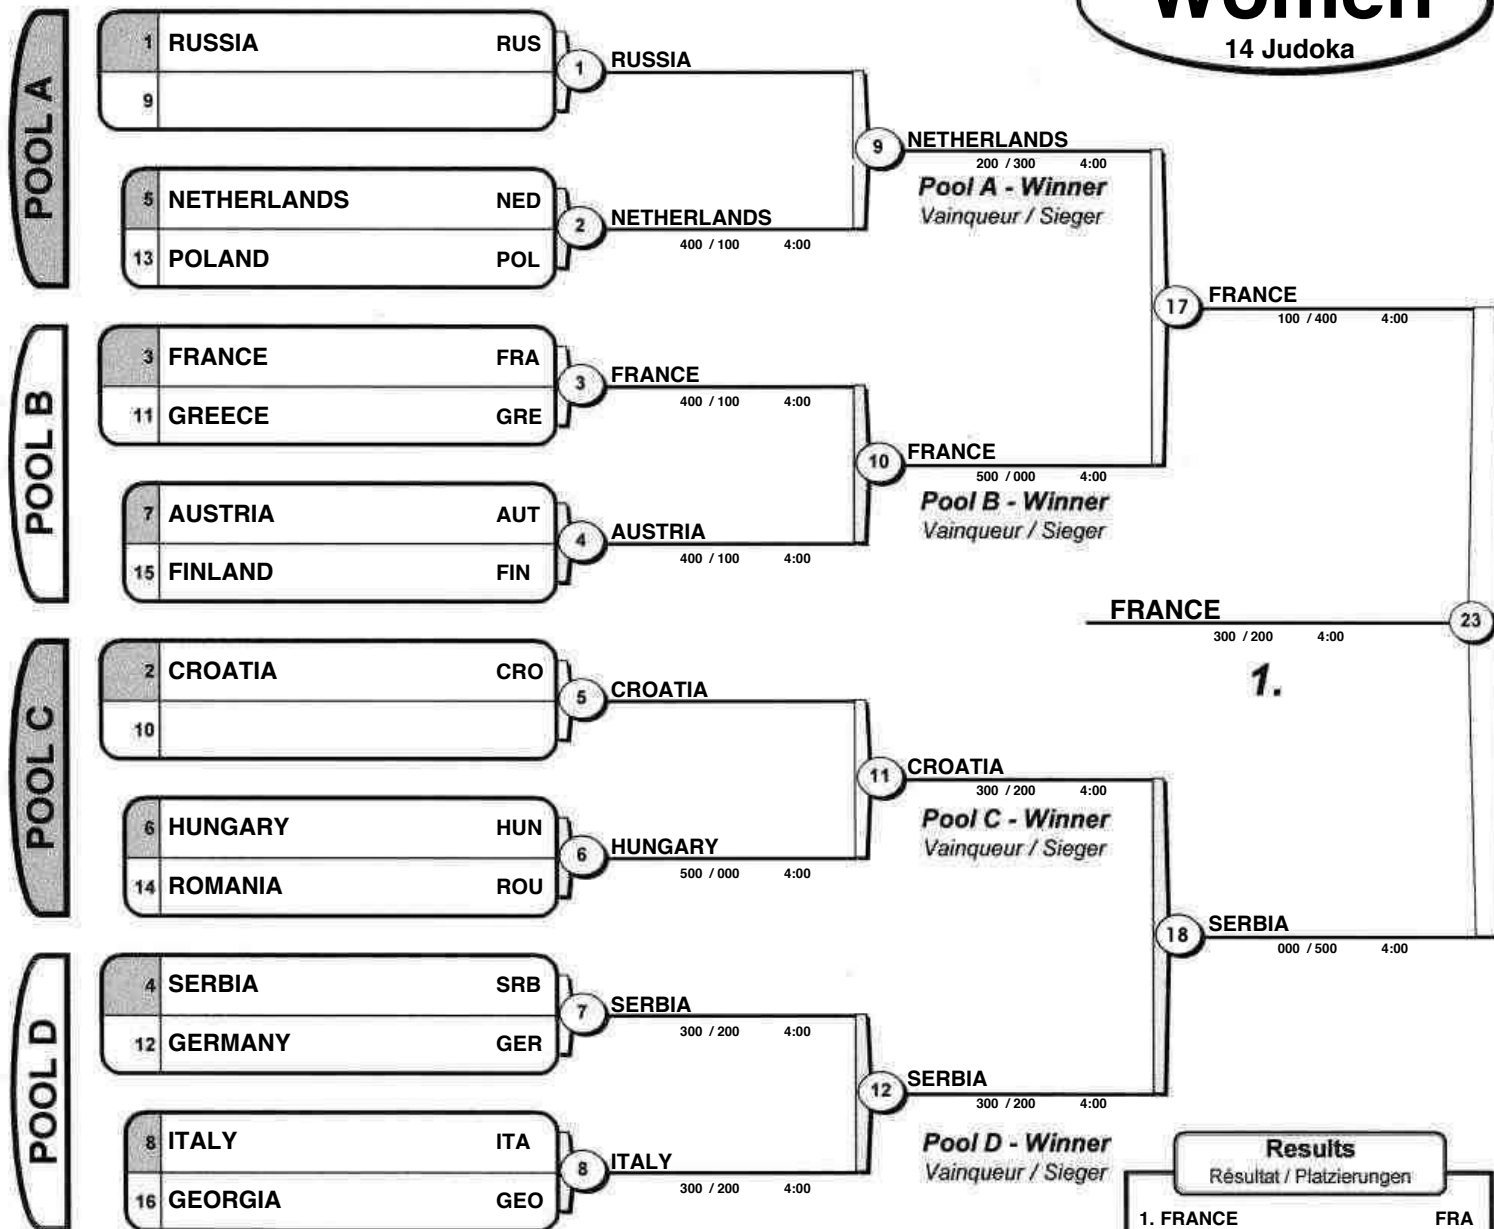 Women
14 Judoka
POOL A
1 RUSSIA RUS
9
1 RUSSIA
5 NETHERLANDS NED
13 POLAND POL
2 NETHERLANDS
400 / 100 4:00
9 NETHERLANDS
200 / 300 4:00
Pool A - Winner
Vainqueur / Sieger
POOL B
3 FRANCE FRA
11 GREECE GRE
3 FRANCE
400 / 100 4:00
7 AUSTRIA AUT
15 FINLAND FIN
4 AUSTRIA
400 / 100 4:00
10 FRANCE
500 / 000 4:00
Pool B - Winner
Vainqueur / Sieger
17 FRANCE
100 / 400 4:00
FRANCE 23
300 / 200 4:00
1.
POOL C
2 CROATIA CRO
10
5 CROATIA
6 HUNGARY HUN
14 ROMANIA ROU
6 HUNGARY
500 / 000 4:00
11 CROATIA
300 / 200 4:00
Pool C - Winner
Vainqueur / Sieger
POOL D
4 SERBIA SRB
12 GERMANY GER
7 SERBIA
300 / 200 4:00
8 ITALY ITA
16 GEORGIA GEO
8 ITALY
300 / 200 4:00
12 SERBIA
300 / 200 4:00
Pool D - Winner
Vainqueur / Sieger
18 SERBIA
000 / 500 4:00
Results
Résultat / Platzierungen
1. FRANCE FRA